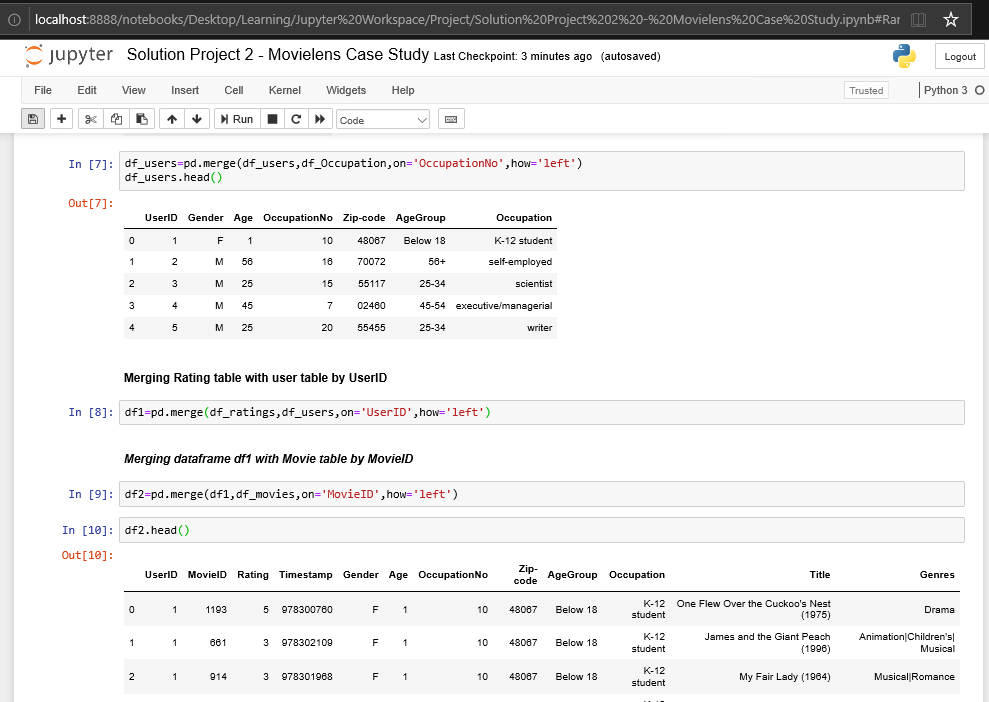 localhost:8888/notebooks/Desktop/Learning/Jupyter%20Workspace/Project/Solution%20Project%202%20-%20Movielens%20Case%20Study.ipynb#Rar
jupyter Solution Project 2 - Movielens Case Study Last Checkpoint: 3 minutes ago (autosaved) Logout
File Edit View Insert Cell Kernel Widgets Help Trusted Python 3
Run Code
In [7]: df_users=pd.merge(df_users,df_Occupation,on='OccupationNo',how='left')
df_users.head()
Out[7]:
UserID Gender Age OccupationNo Zip-code AgeGroup Occupation
0 1 F 1 10 48067 Below 18 K-12 student
1 2 M 56 16 70072 56+ self-employed
2 3 M 25 15 55117 25-34 scientist
3 4 M 45 7 02460 45-54 executive/managerial
4 5 M 25 20 55455 25-34 writer
Merging Rating table with user table by UserID
In [8]: df1=pd.merge(df_ratings,df_users,on='UserID',how='left')
Merging dataframe df1 with Movie table by MovieID
In [9]: df2=pd.merge(df1,df_movies,on='MovieID',how='left')
In [10]: df2.head()
Out[10]:
UserID MovieID Rating Timestamp Gender Age OccupationNo Zip-
code AgeGroup Occupation Title Genres
0 1 1193 5 978300760 F 1 10 48067 Below 18 K-12
student One Flew Over the Cuckoo's Nest
(1975) Drama
1 1 661 3 978302109 F 1 10 48067 Below 18 K-12
student James and the Giant Peach
(1996) Animation|Children's|
Musical
2 1 914 3 978301968 F 1 10 48067 Below 18 K-12
student My Fair Lady (1964) Musical|Romance